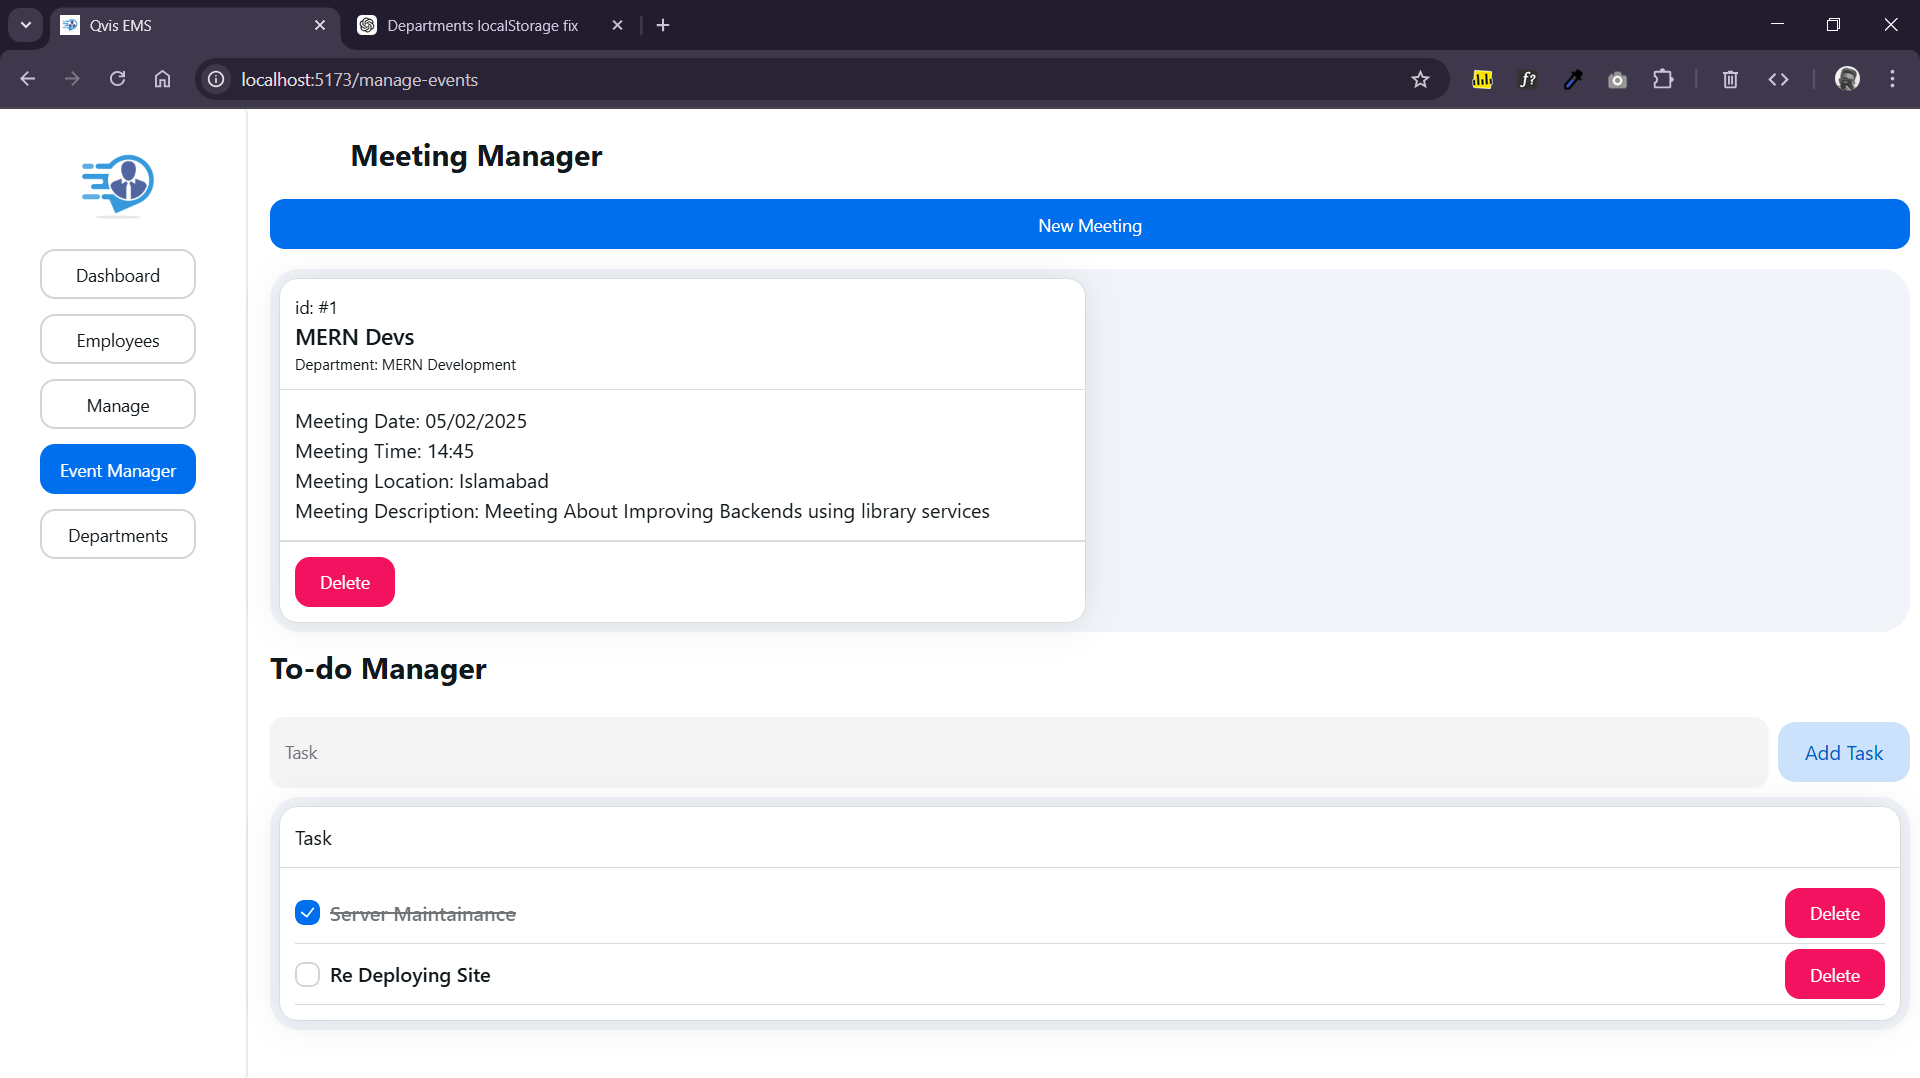 Qvis EMS
Departments localStorage fix
localhost:5173/manage-events
f?
Dashboard
Employees
Manage
Event Manager
Departments
Meeting Manager
New Meeting
id: #1
MERN Devs
Department: MERN Development
Meeting Date: 05/02/2025
Meeting Time: 14:45
Meeting Location: Islamabad
Meeting Description: Meeting About Improving Backends using library services
Delete
To-do Manager
Task
Add Task
Task
Server Maintainance
Delete
Re Deploying Site
Delete